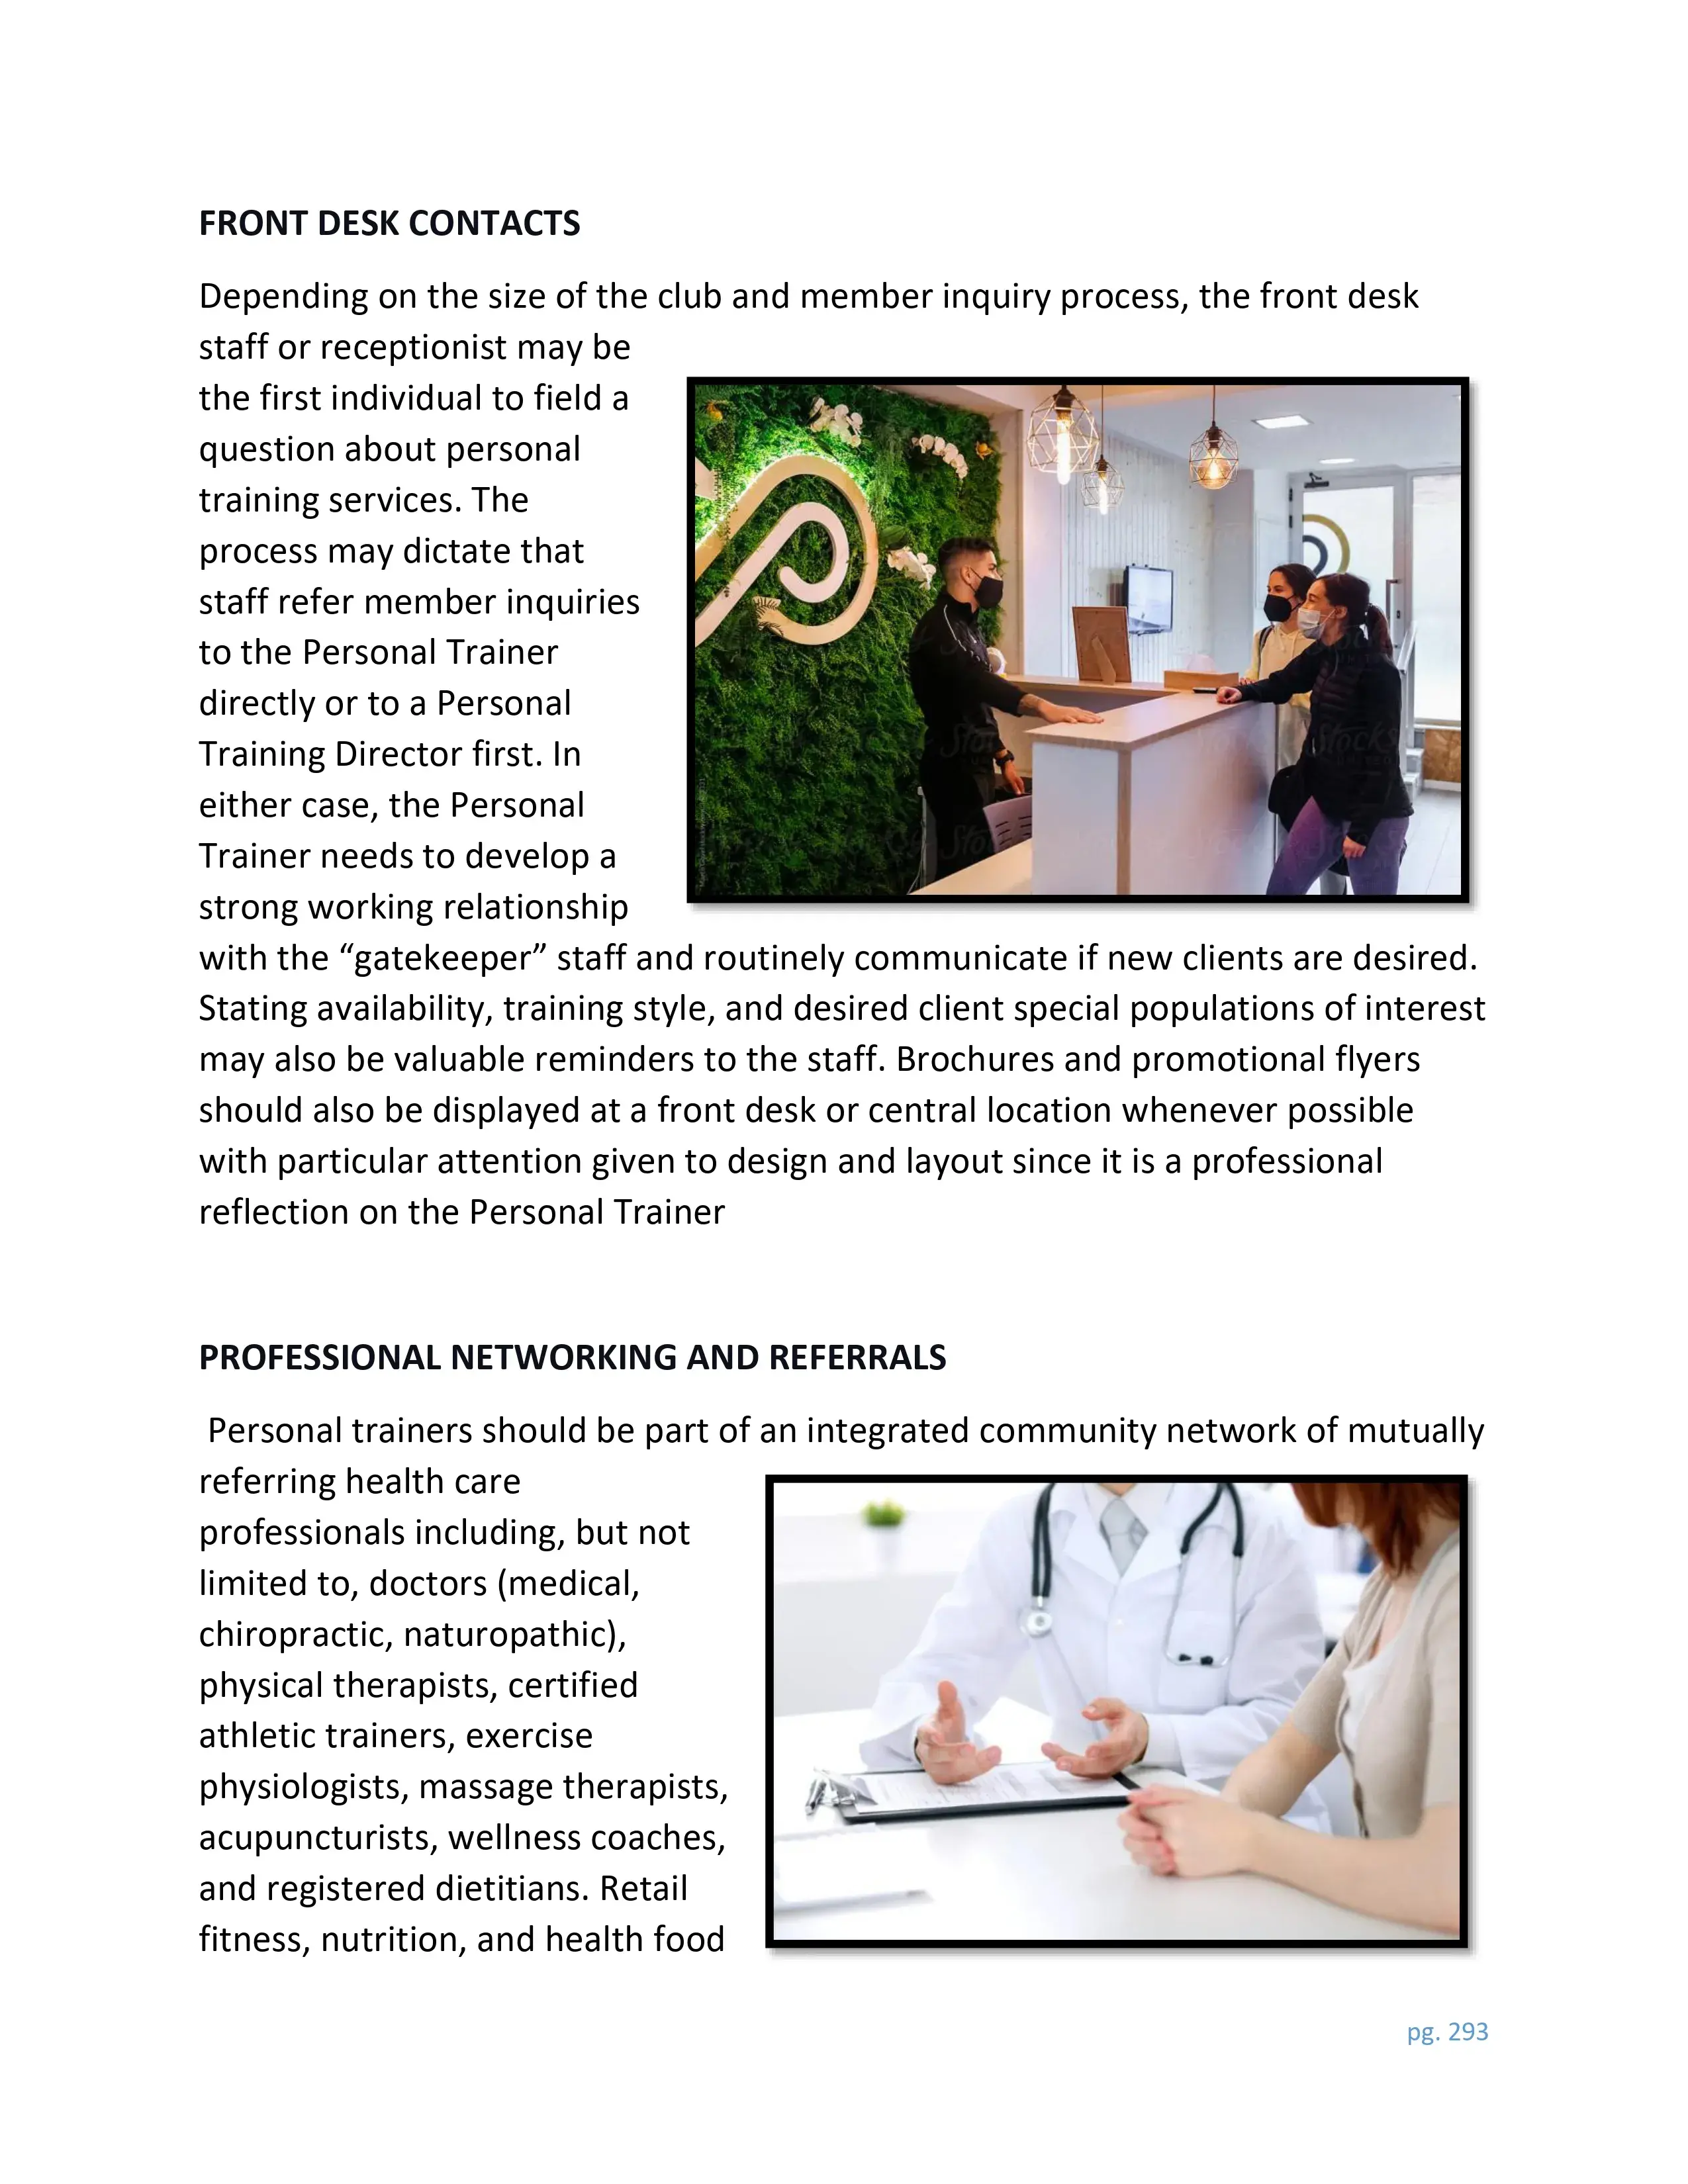 FRONT DESK CONTACTS
Depending on the size of the club and member inquiry process, the front desk
staff or receptionist may be
the first individual to field a
question about personal
training services. The
process may dictate that
staff refer member inquiries
to the Personal Trainer
directly or to a Personal
Training Director first. In
either case, the Personal
Trainer needs to develop a
strong working relationship
with the “gatekeeper” staff and routinely communicate if new clients are desired.
Stating availability, training style, and desired client special populations of interest
may also be valuable reminders to the staff. Brochures and promotional flyers
should also be displayed at a front desk or central location whenever possible
with particular attention given to design and layout since it is a professional
reflection on the Personal Trainer
PROFESSIONAL NETWORKING AND REFERRALS
Personal trainers should be part of an integrated community network of mutually
referring health care
professionals including, but not
limited to, doctors (medical,
chiropractic, naturopathic),
physical therapists, certified
athletic trainers, exercise
physiologists, massage therapists,
acupuncturists, wellness coaches,
and registered dietitians. Retail
fitness, nutrition, and health food
pg. 293